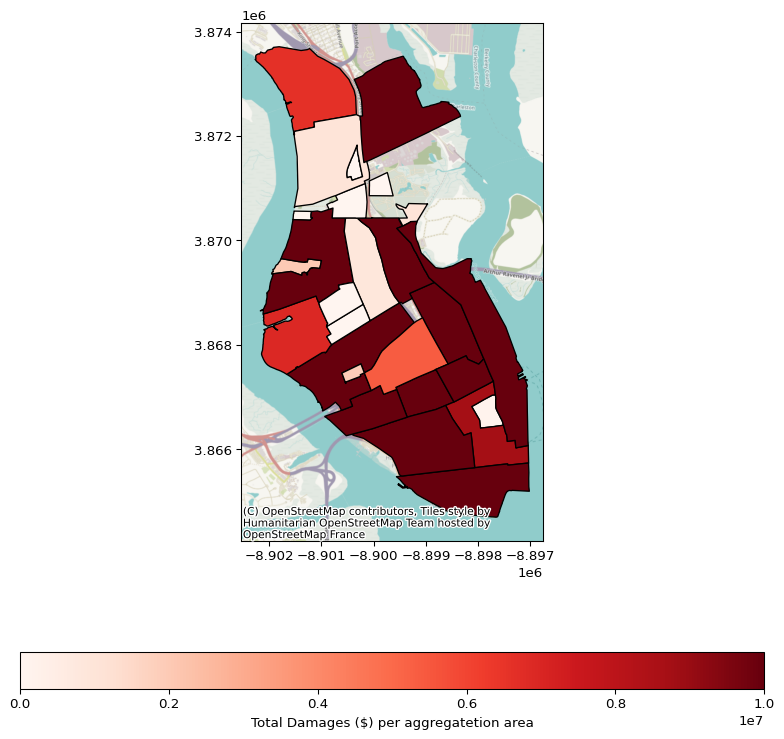 1e6
3.874
3.872
3.870
3.868
3.866
(C) OpenStreetMap contributors, Tiles style by
Humanitarian OpenStreetMap Team hosted by
OpenStreetMap France
−8.902 −8.901 −8.900 −8.899 −8.898 −8.897
1e6
0.0 0.2 0.4 0.6 0.8 1.0
Total Damages ($) per aggregatetion area
1e7